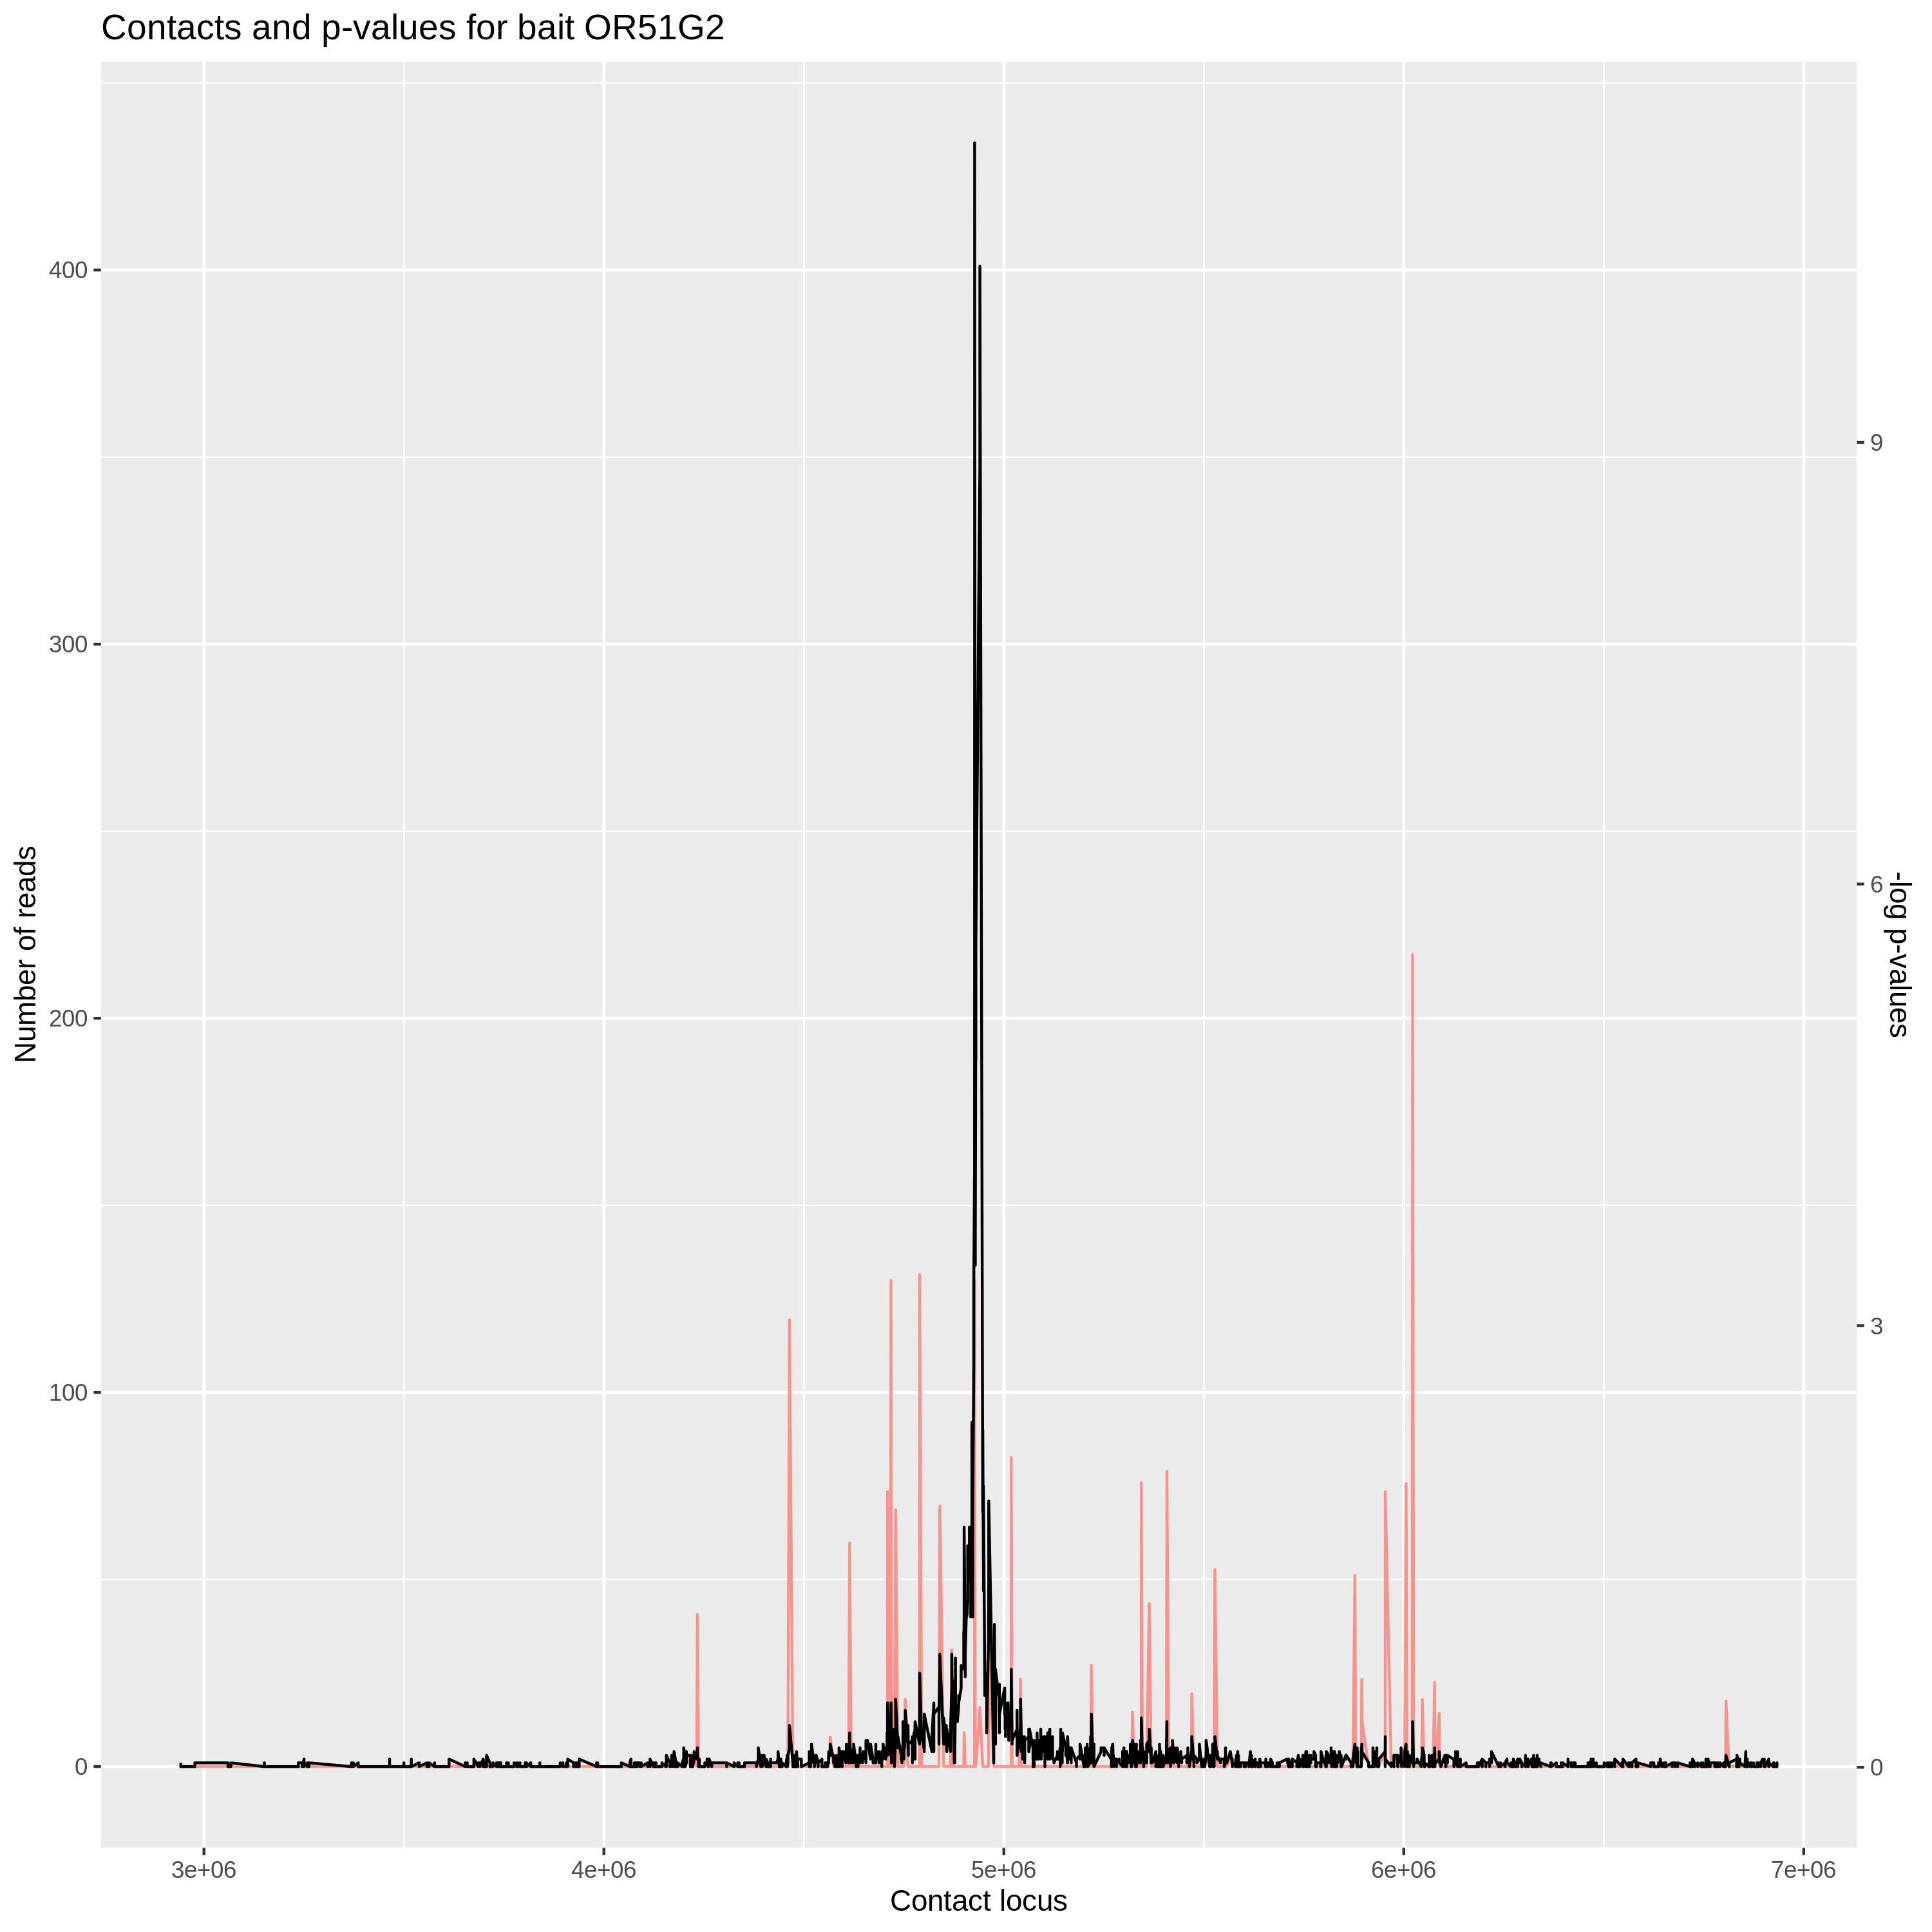 Contacts and p-values for bait OR51G2
400
300
200
100
0
9
6
3
0
Number of reads
-log p-values
3e+06
4e+06
5e+06
6e+06
7e+06
Contact locus